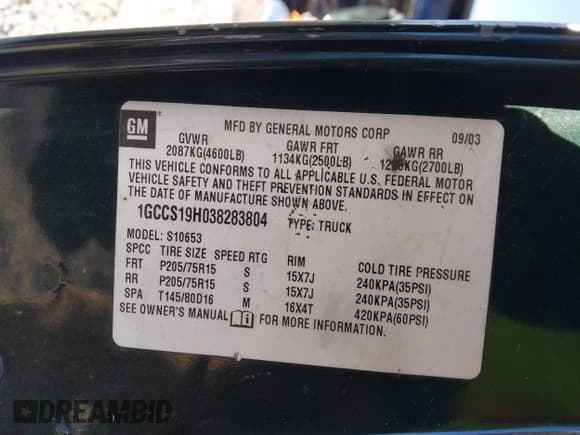 GM
MFD BY GENERAL MOTORS CORP 09/03
GVWR GAWR FRT GAWR RR
2087KG(4600LB) 1134KG(2500LB) KG(2700LB)
THIS VEHICLE CONFORMS TO ALL APPLICABLE U.S. FEDERAL MOTOR
VEHICLE SAFETY AND THEFT PREVENTION STANDARDS IN EFFECT ON
THE DATE OF MANUFACTURE SHOWN ABOVE.
1GCCS19H038283804 TYPE: TRUCK
MODEL: S10653
SPCC TIRE SIZE SPEED RTG RIM COLD TIRE PRESSURE
FRT P205/75R15 S 15X7J 240KPA(35PSI)
RR P205/75R15 S 15X7J 240KPA(35PSI)
SPA T145/80D16 M 16X4T 420KPA(60PSI)
SEE OWNER'S MANUAL FOR MORE INFORMATION.
DREAMBID